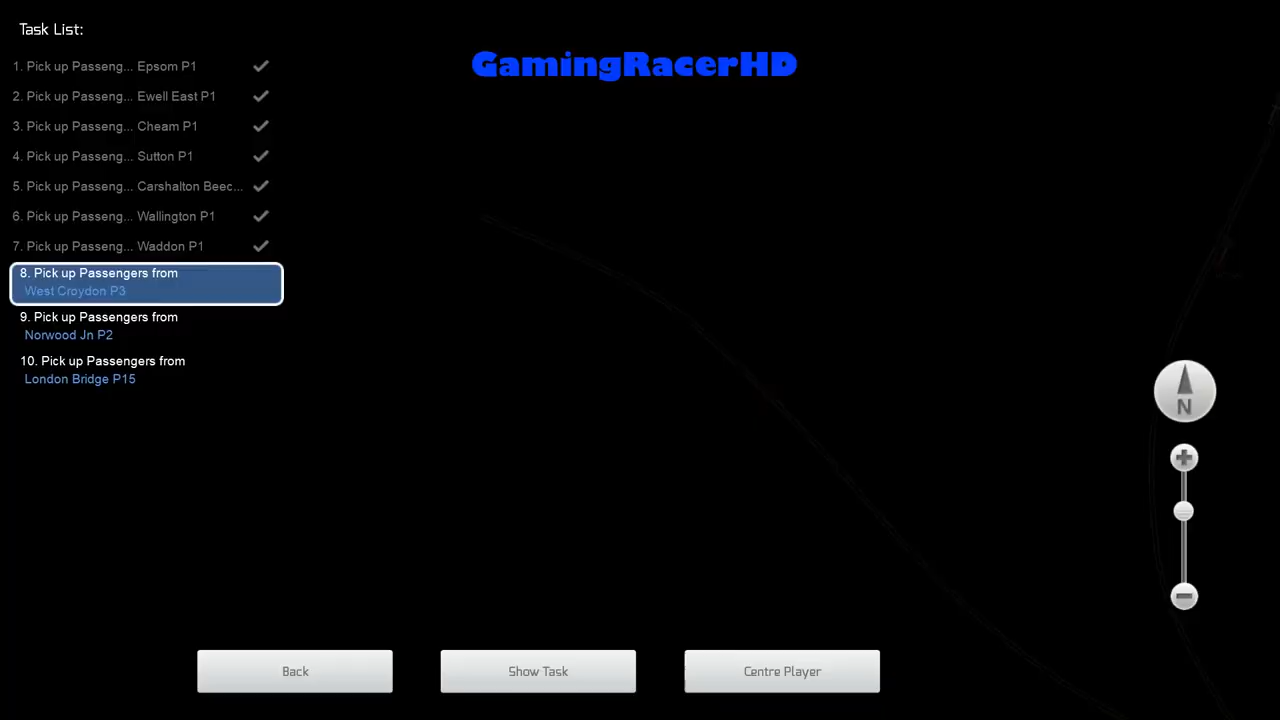 Task List:
GamingRacerHD
1. Pick up Passeng... Epsom P1
2. Pick up Passeng... Ewell East P1
3. Pick up Passeng... Cheam P1
4. Pick up Passeng... Sutton P1
5. Pick up Passeng... Carshalton Beec...
6. Pick up Passeng... Wallington P1
7. Pick up Passeng... Waddon P1
8. Pick up Passengers from
West Croydon P3
9. Pick up Passengers from
Norwood Jn P2
10. Pick up Passengers from
London Bridge P15
N
Back
Show Task
Centre Player